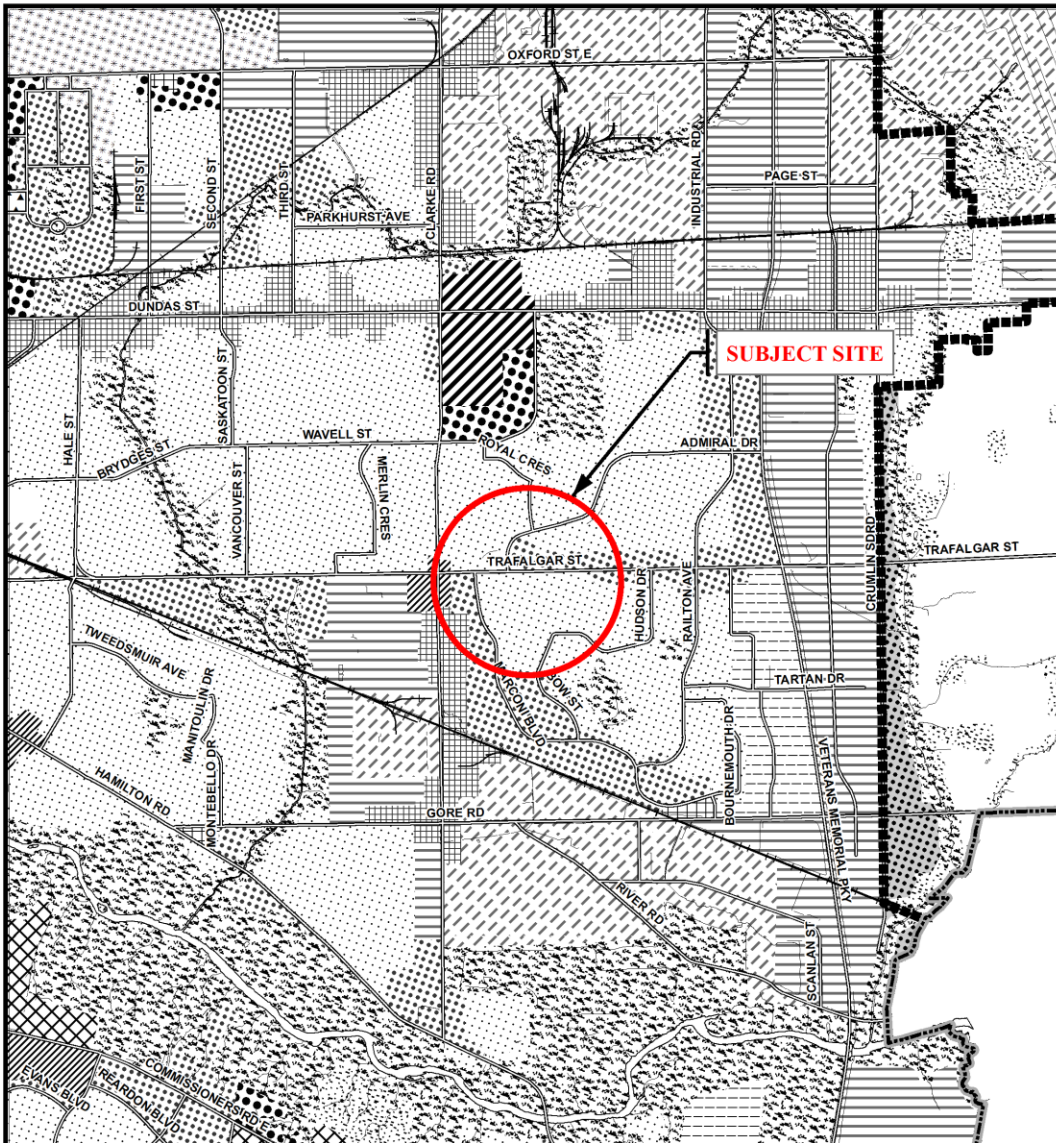 OXFORD ST E
INDUSTRIAL RD
PAGE ST
FIRST ST
SECOND ST
THIRD ST
CLARKE RD
PARKHURST AVE
DUNDAS ST
SUBJECT SITE
SASKATOON ST
HALE ST
WAVELL ST
ROYAL CRES
ADMIRAL DR
BRYDGES ST
VANCOUVER ST
MERLIN CRES
CRUMLIN SDRD
TRAFALGAR ST
TRAFALGAR ST
HUDSON DR
RAILTON AVE
TWEEDSMUIR AVE
MANITOULIN DR
MARCONI BLVD
BOW ST
TARTAN DR
MONTEBELLO DR
BOURNEMOUTH DR
VETERANS MEMORIAL PKY
HAMILTON RD
GORE RD
RIVER RD
SCANLAN ST
COMMISSIONERS RD E
REARDON BLVD
EVANS BLVD